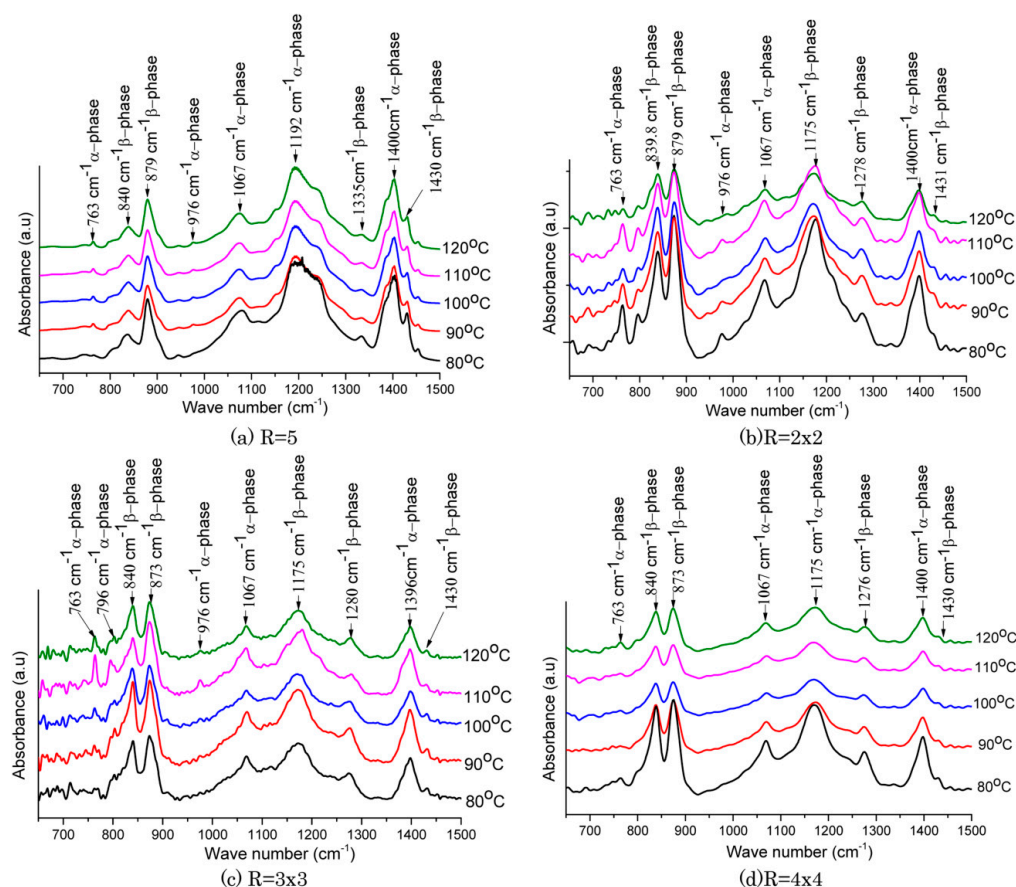 (a)
763 cm-1 α-phase
840 cm-1 β-phase
879 cm-1 β-phase
976 cm-1 α-phase
1067 cm-1 α-phase
1192 cm-1 α-phase
1335cm-1 β-phase
1400cm-1 α-phase
1430 cm-1 β-phase
Absorbance (a.u)
120°C
110°C
100°C
90°C
80°C
700 800 900 1000 1100 1200 1300 1400 1500
Wave number (cm-1)
(a) R=5
(b)
763 cm-1 α-phase
839.8 cm-1 β-phase
879 cm-1 β-phase
976 cm-1 α-phase
1067 cm-1 α-phase
1175 cm-1 β-phase
1278 cm-1 β-phase
1400cm-1 α-phase
1431 cm-1 β-phase
Absorbance (a.u)
120°C
110°C
100°C
90°C
80°C
700 800 900 1000 1100 1200 1300 1400 1500
Wave number (cm-1)
(b)R=2x2
(c)
763 cm-1 α-phase
796 cm-1 α-phase
840 cm-1 β-phase
873 cm-1 β-phase
976 cm-1 α-phase
1067 cm-1 α-phase
1175 cm-1 β-phase
1280 cm-1 β-phase
1396cm-1 α-phase
1430 cm-1 β-phase
Absorbance (a.u)
120°C
110°C
100°C
90°C
80°C
700 800 900 1000 1100 1200 1300 1400 1500
Wave number (cm-1)
(c) R=3x3
(d)
763 cm-1 α-phase
840 cm-1 β-phase
873 cm-1 β-phase
1067 cm-1 α-phase
1175 cm-1 α-phase
1276 cm-1 β-phase
1400 cm-1 α-phase
1430 cm-1 β-phase
Absorbance (a.u)
120°C
110°C
100°C
90°C
80°C
700 800 900 1000 1100 1200 1300 1400 1500
Wave number (cm-1)
(d)R=4x4